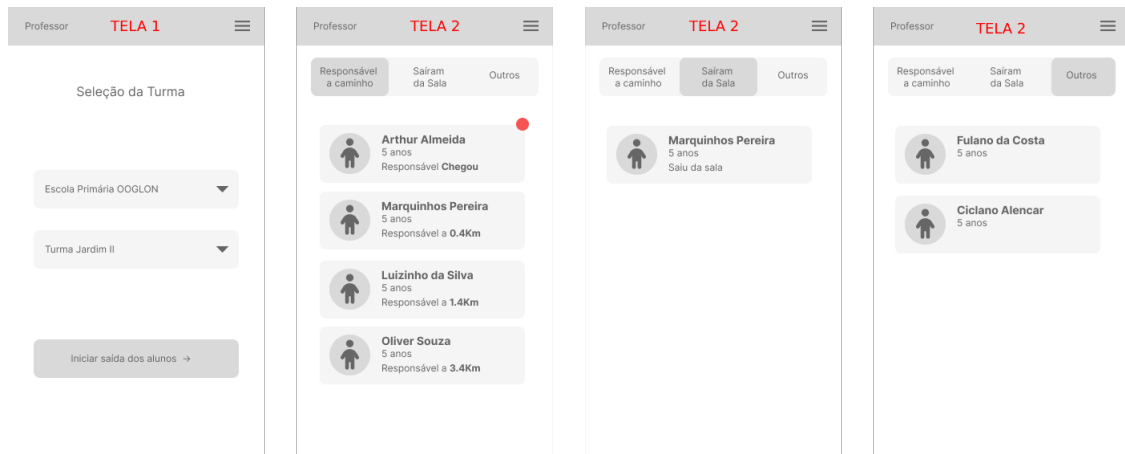 Professor TELA 1
Seleção da Turma
Escola Primária OOGLON
Turma Jardim II
Iniciar saída dos alunos →
Professor TELA 2
Responsável
a caminho
Saíram
da Sala
Outros
Arthur Almeida
5 anos
Responsável Chegou
Marquinhos Pereira
5 anos
Responsável a 0.4Km
Luizinho da Silva
5 anos
Responsável a 1.4Km
Oliver Souza
5 anos
Responsável a 3.4Km
Professor TELA 2
Responsável
a caminho
Saíram
da Sala
Outros
Marquinhos Pereira
5 anos
Saiu da sala
Professor TELA 2
Responsável
a caminho
Saíram
da Sala
Outros
Fulano da Costa
5 anos
Ciclano Alencar
5 anos